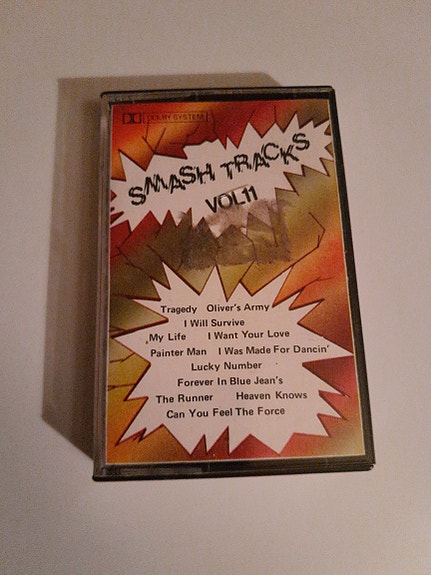 DOLBY SYSTEM
SMASH TRACKS
VOL11
Tragedy Oliver's Army
I Will Survive
My Life I Want Your Love
Painter Man I Was Made For Dancin'
Lucky Number
Forever In Blue Jean's
The Runner Heaven Knows
Can You Feel The Force